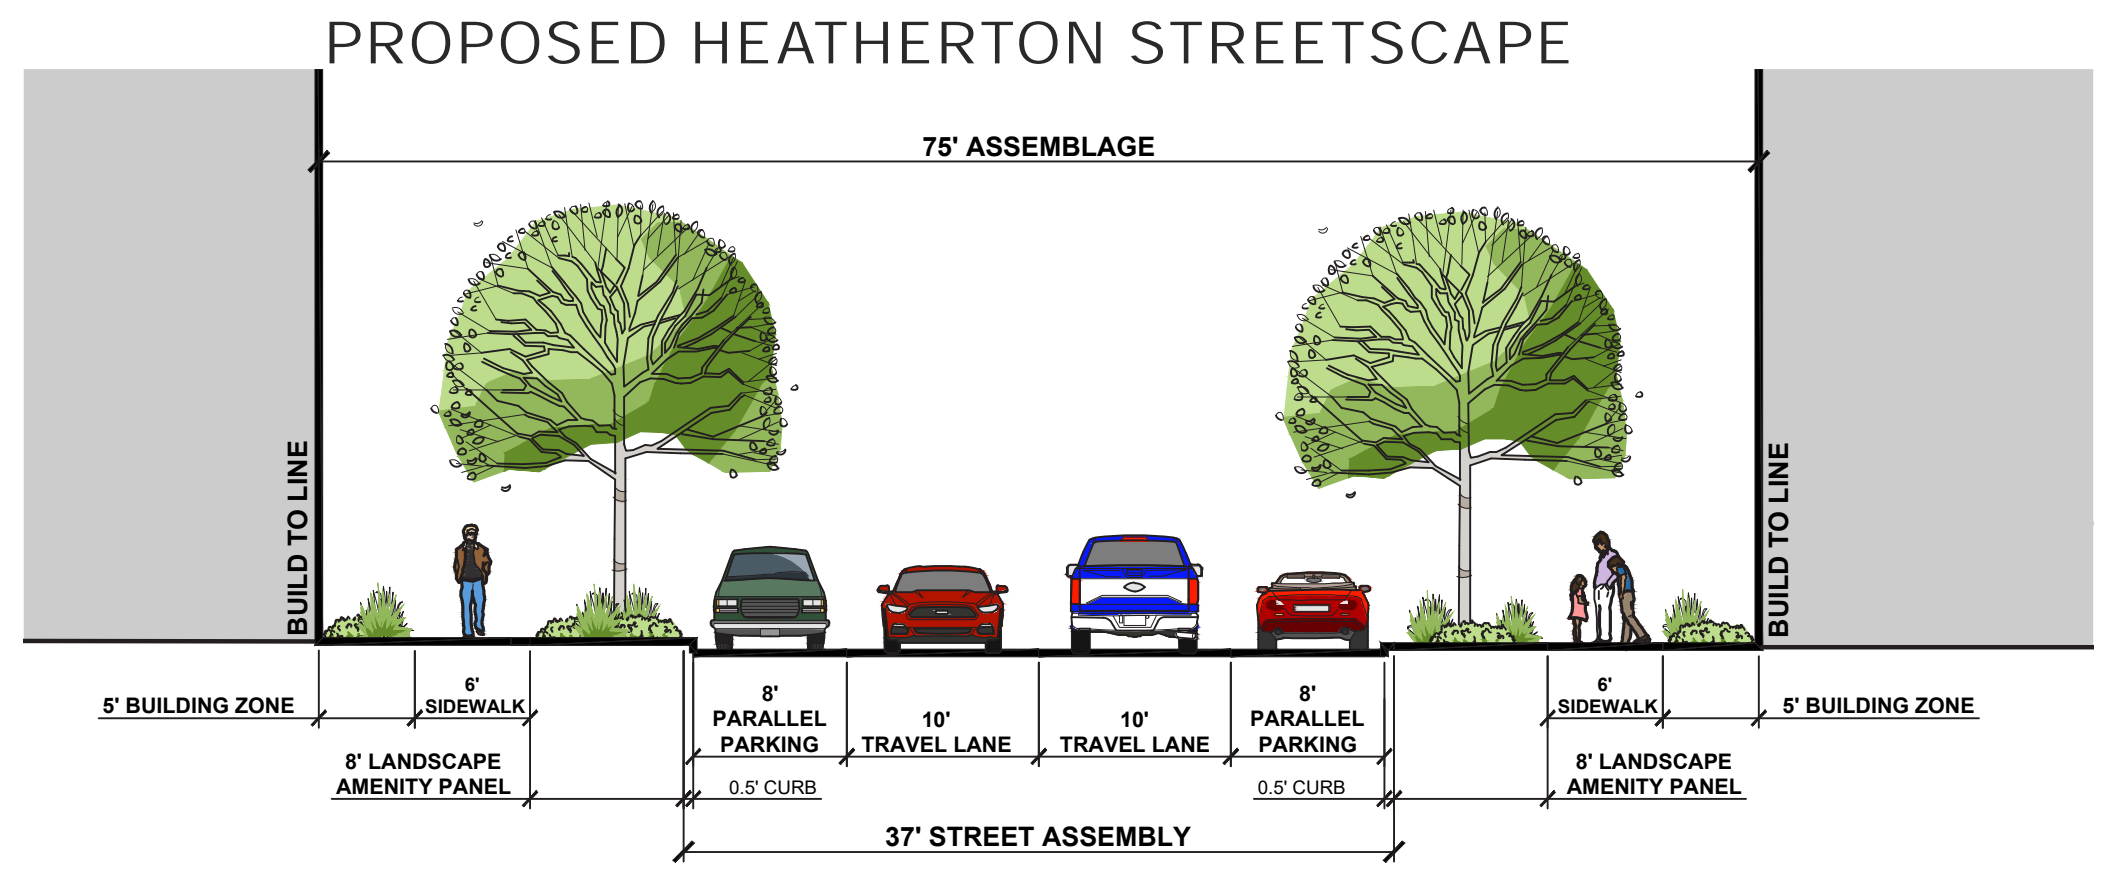 PROPOSED HEATHERTON STREETSCAPE
75' ASSEMBLAGE
BUILD TO LINE
BUILD TO LINE
5' BUILDING ZONE
6'
SIDEWALK
8' LANDSCAPE
AMENITY PANEL
8'
PARALLEL
PARKING
0.5' CURB
10'
TRAVEL LANE
10'
TRAVEL LANE
8'
PARALLEL
PARKING
0.5' CURB
6'
SIDEWALK
5' BUILDING ZONE
8' LANDSCAPE
AMENITY PANEL
37' STREET ASSEMBLY